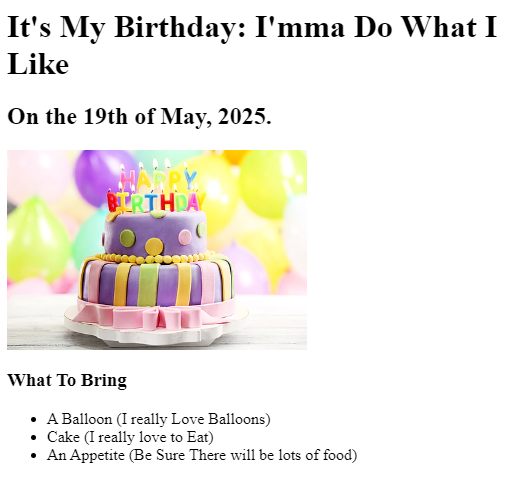 It's My Birthday: I'mma Do What I
Like
On the 19th of May, 2025.
HAPPY
BIRTHDAY
What To Bring
A Balloon (I really Love Balloons)
Cake (I really love to Eat)
An Appetite (Be Sure There will be lots of food)